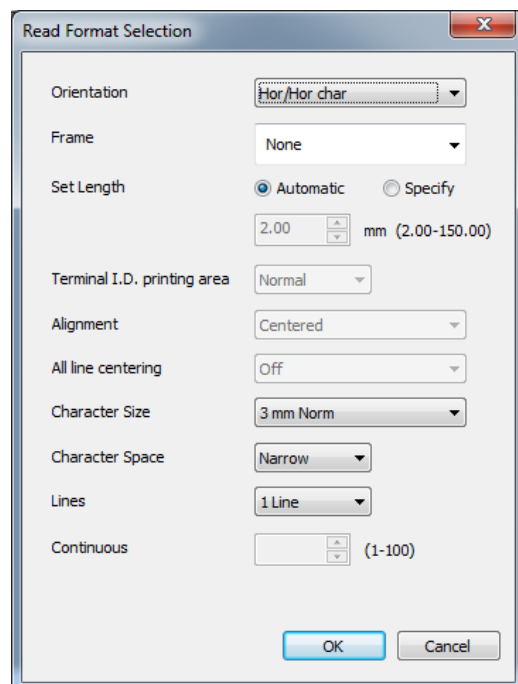 Read Format Selection
Orientation Hor/Hor char
Frame None
Set Length Automatic Specify
2.00 mm (2.00-150.00)
Terminal I.D. printing area Normal
Alignment Centered
All line centering Off
Character Size 3 mm Norm
Character Space Narrow
Lines 1 Line
Continuous (1-100)
OK Cancel